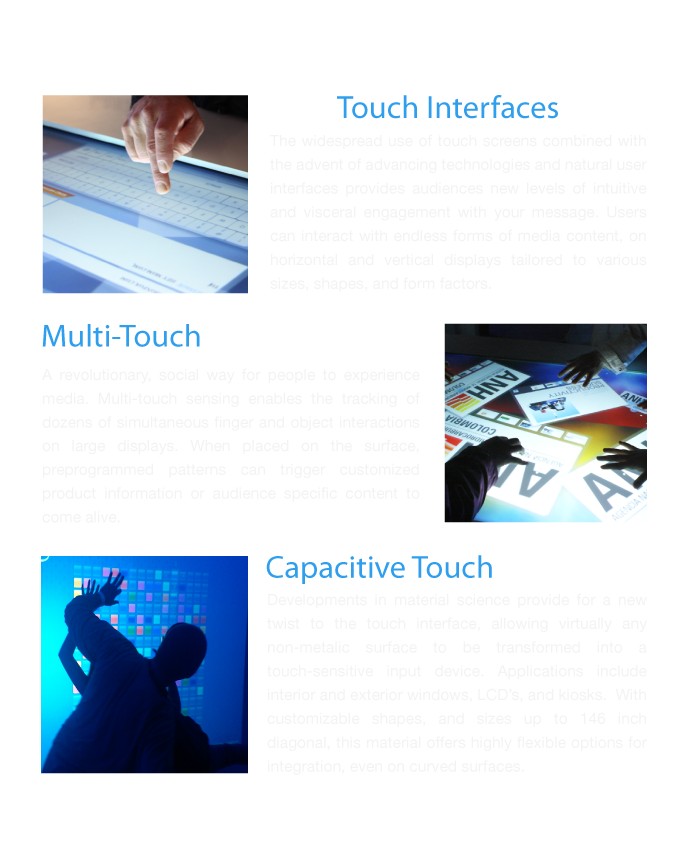 Touch Interfaces
The widespread use of touch screens combined with
the advent of advancing technologies and natural user
interfaces provides audiences new levels of intuitive
and visceral engagement with your message. Users
can interact with endless forms of media content, on
horizontal and vertical displays tailored to various
sizes, shapes, and form factors.
Multi-Touch
A revolutionary, social way for people to experience
media. Multi-touch sensing enables the tracking of
dozens of simultaneous finger and object interactions
on large displays. When placed on the surface,
preprogrammed patterns can trigger customized
product information or audience specific content to
come alive.
ANH
COLOMBIA
Capacitive Touch
Developments in material science provide for a new
twist to the touch interface, allowing virtually any
non-metalic surface to be transformed into a
touch-sensitive input device. Applications include
interior and exterior windows, LCD's, and kiosks. With
customizable shapes, and sizes up to 146 inch
diagonal, this material offers highly flexible options for
integration, even on curved surfaces.